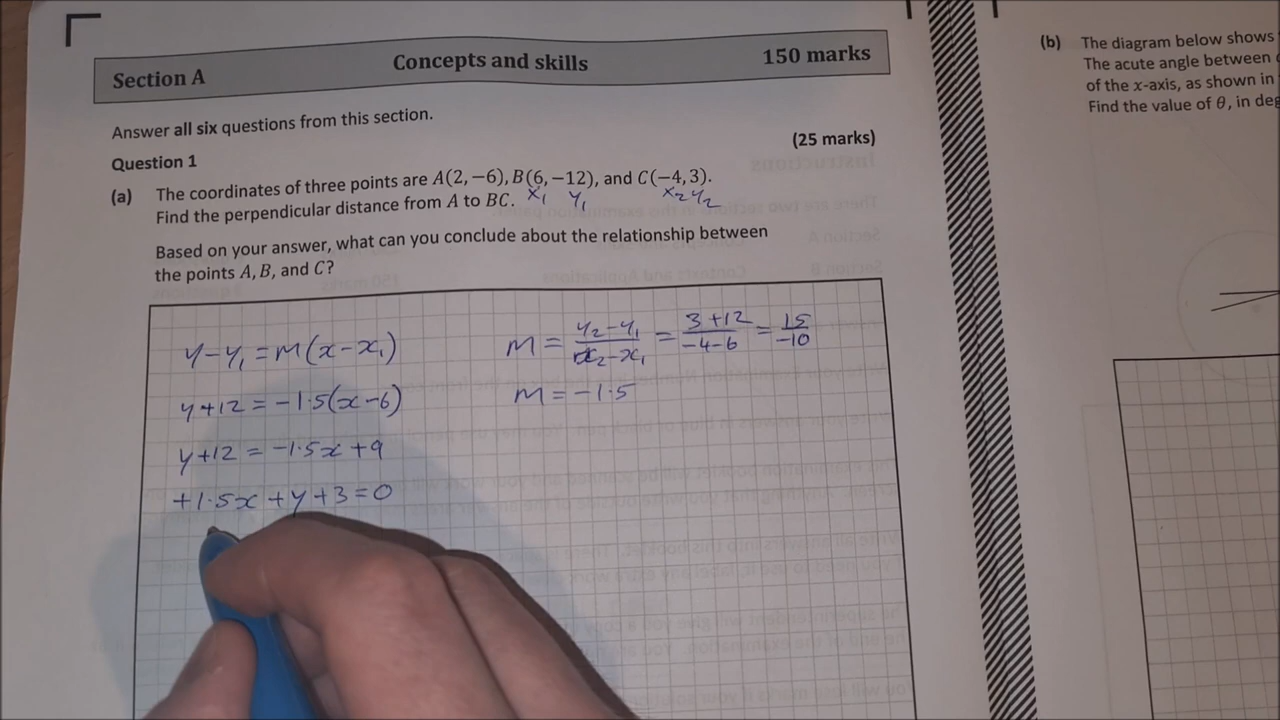 Section A Concepts and skills 150 marks
Answer all six questions from this section.
Question 1 (25 marks)
(a) The coordinates of three points are A(2,−6), B(6,−12), and C(−4,3).
x₁ y₁ x₂ y₂
Find the perpendicular distance from A to BC.
Based on your answer, what can you conclude about the relationship between
the points A, B, and C?
y−y₁ = m(x−x₁)
y+12 = −1.5(x−6)
y+12 = −1.5x +9
+1.5x +y+3=0
m = y₂−y₁/x₂−x₁ = 3+12/−4−6 = 15/−10
m = −1.5
(b) The diagram below shows
The acute angle between
of the x-axis, as shown in
Find the value of θ, in